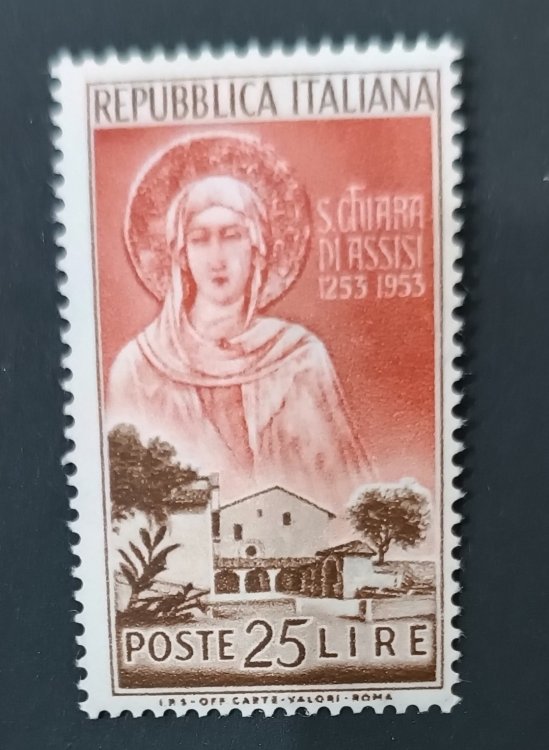 REPUBBLICA ITALIANA
S. CHIARA
DI ASSISI
1253 1953
POSTE 25 LIRE
I.P.S-OFF. CARTE-VALORI-ROMA